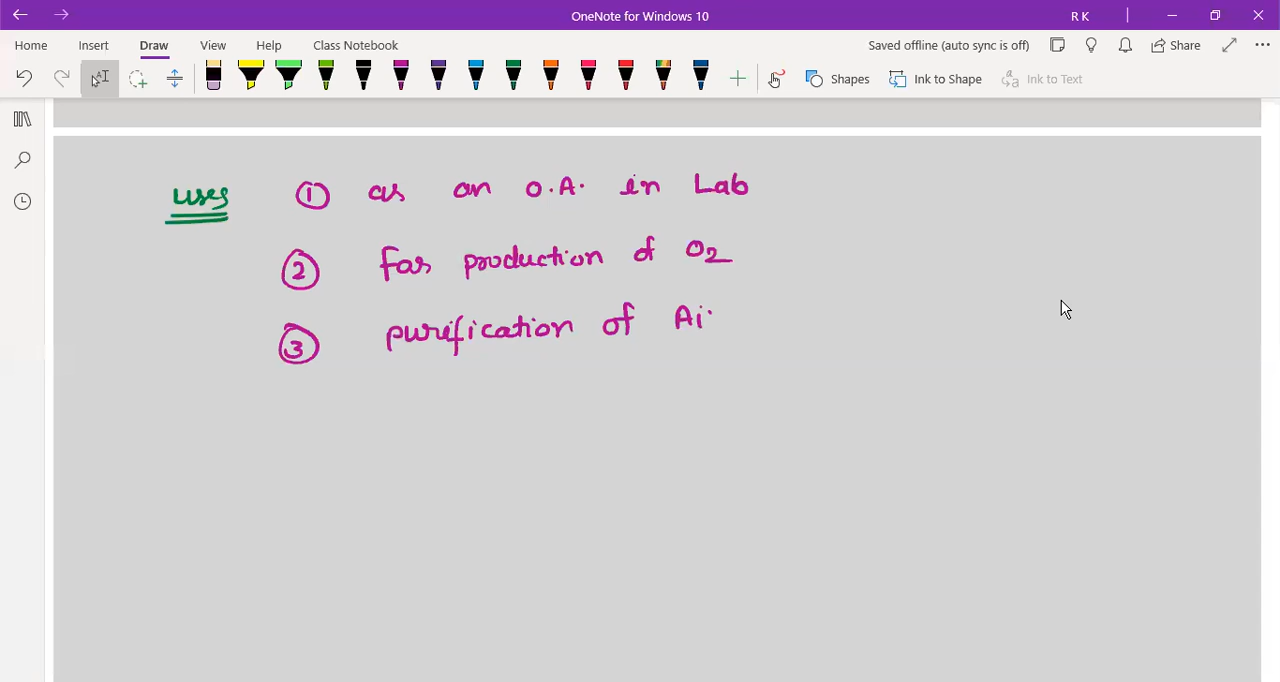 OneNote for Windows 10
R K
Home Insert Draw View Help Class Notebook
Saved offline (auto sync is off) Share
Shapes Ink to Shape Ink to Text
uses ① as an O.A. in Lab
② For production of O2
③ purification of Ai